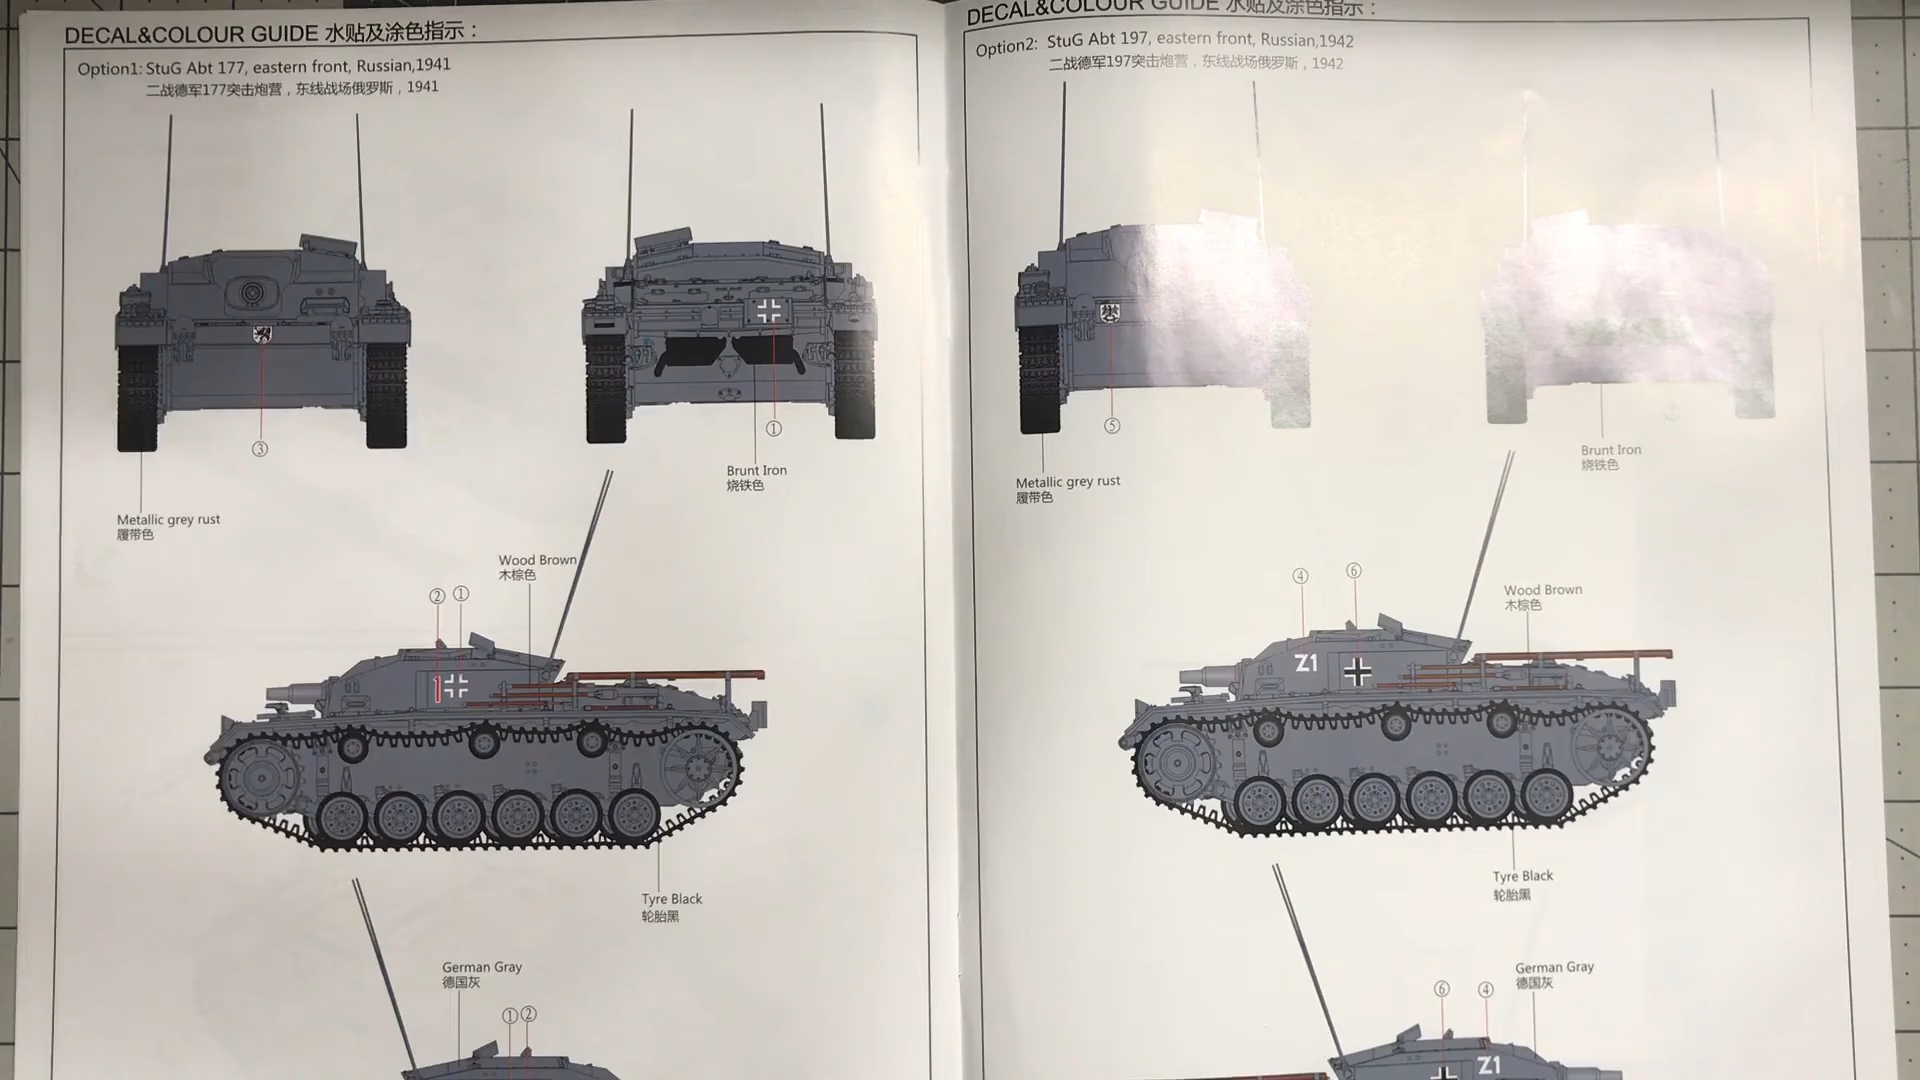 DECAL&COLOUR GUIDE 水贴及涂色指示：
Option1: StuG Abt 177, eastern front, Russian,1941
二战德军177突击炮营，东线战场俄罗斯，1941
③
①
Brunt Iron
烧铁色
Metallic grey rust
履带色
Wood Brown
木棕色
② ①
1
Tyre Black
轮胎黑
German Gray
德国灰
① ②
DECAL&COLOUR GUIDE 水贴及涂色指示：
Option2: StuG Abt 197, eastern front, Russian,1942
二战德军197突击炮营，东线战场俄罗斯，1942
⑤
Brunt Iron
烧铁色
Metallic grey rust
履带色
④ ⑥
Wood Brown
木棕色
Z1
Tyre Black
轮胎黑
German Gray
德国灰
⑥ ④
Z1